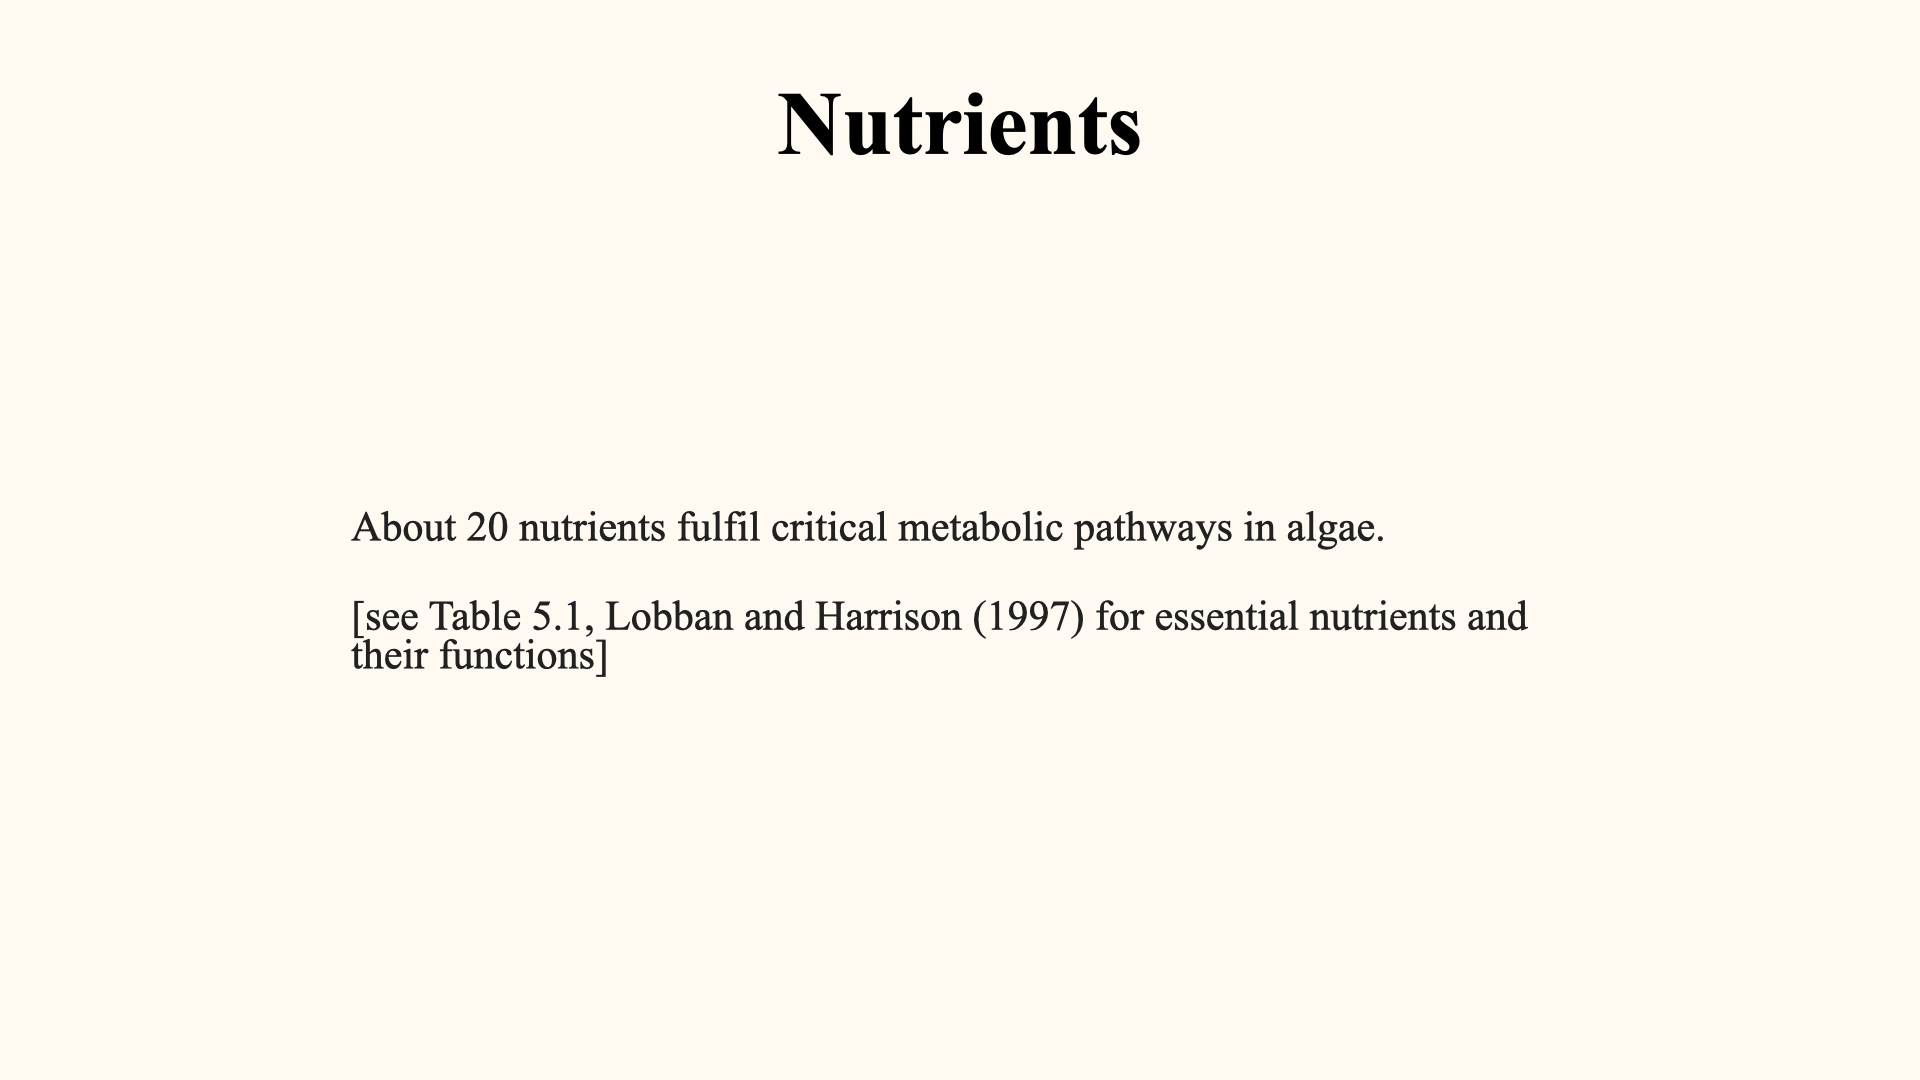 Nutrients
About 20 nutrients fulfil critical metabolic pathways in algae.
[see Table 5.1, Lobban and Harrison (1997) for essential nutrients and
their functions]